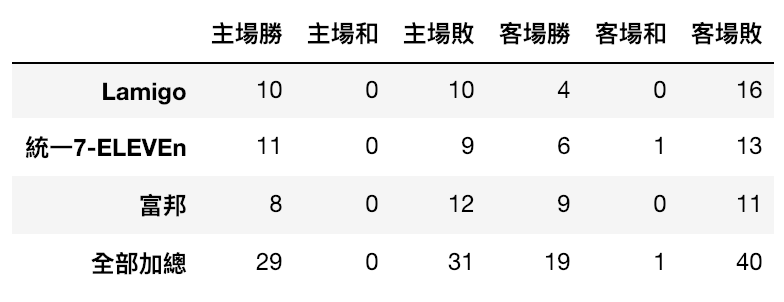 主場勝 主場和 主場敗 客場勝 客場和 客場敗
Lamigo 10 0 10 4 0 16
統一7-ELEVEn 11 0 9 6 1 13
富邦 8 0 12 9 0 11
全部加總 29 0 31 19 1 40